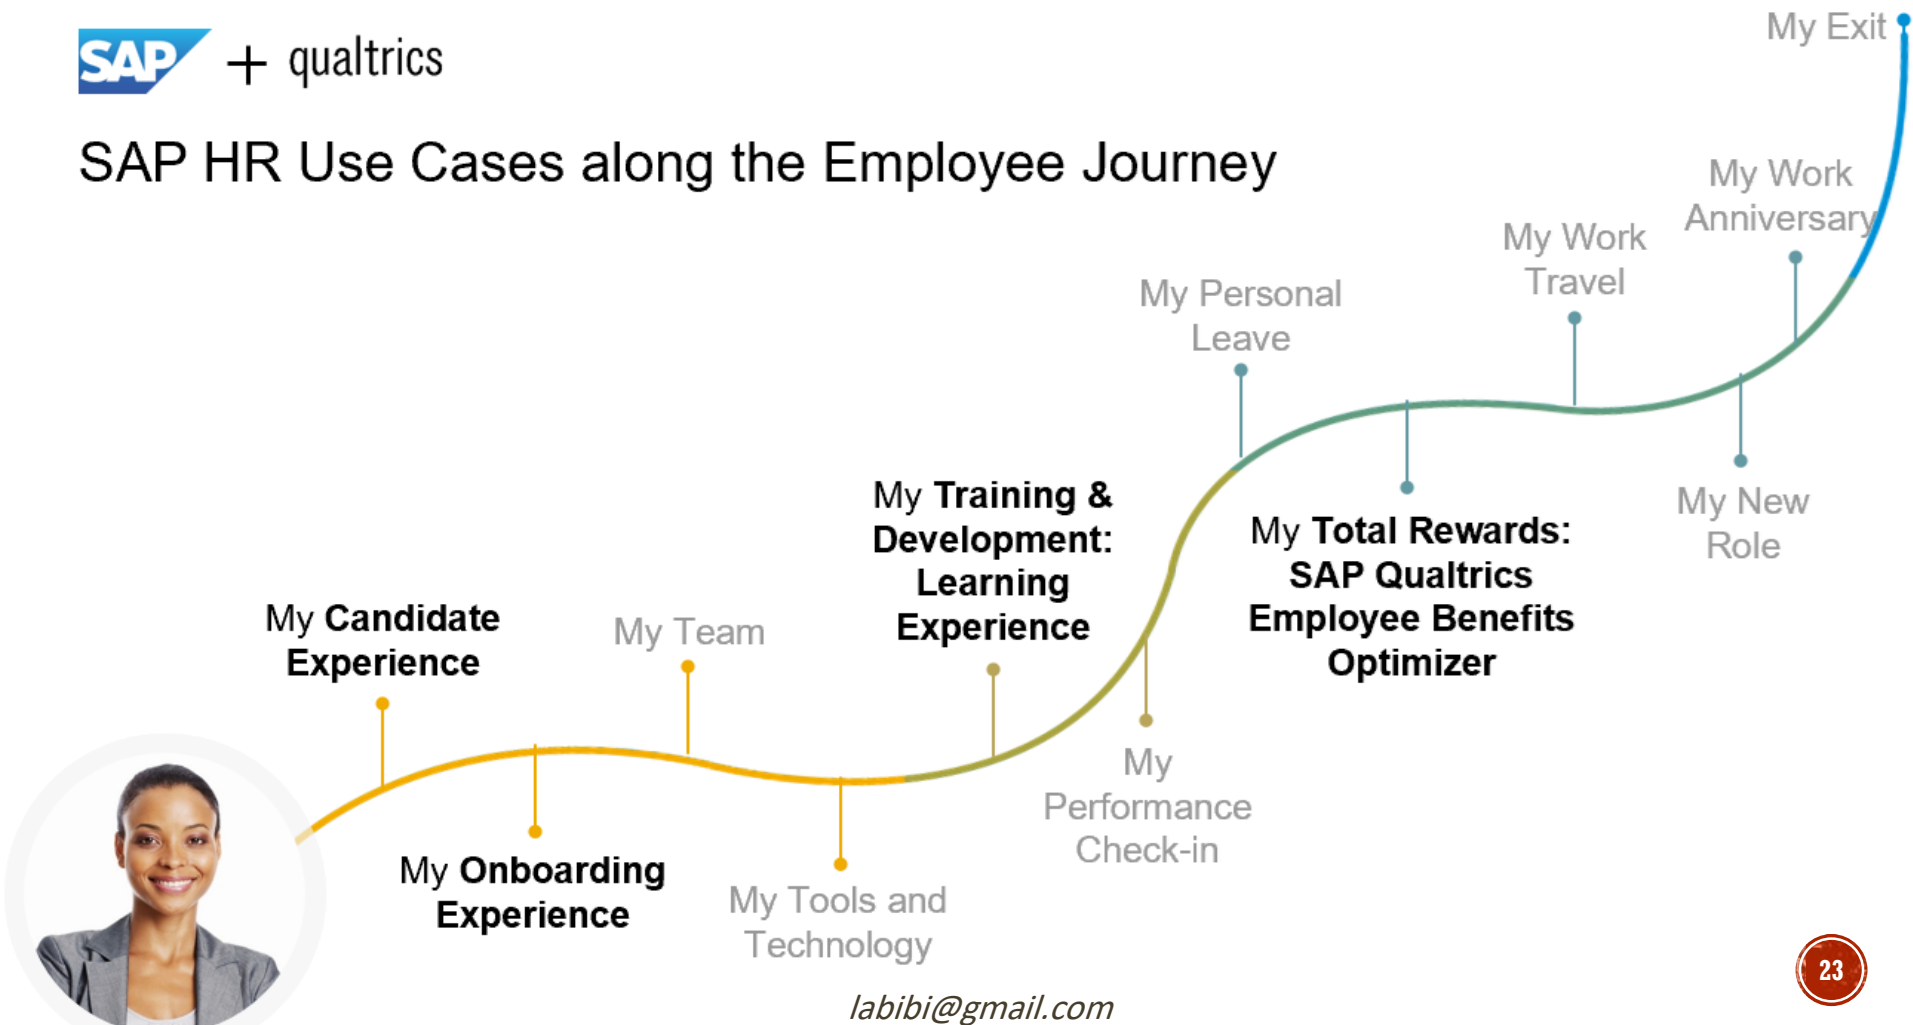 SAP + qualtrics
SAP HR Use Cases along the Employee Journey
My Candidate
Experience
My Onboarding
Experience
My Team
My Tools and
Technology
My Training &
Development:
Learning
Experience
My
Performance
Check-in
My Personal
Leave
My Total Rewards:
SAP Qualtrics
Employee Benefits
Optimizer
My Work
Travel
My New
Role
My Work
Anniversary
My Exit
labibi@gmail.com
23